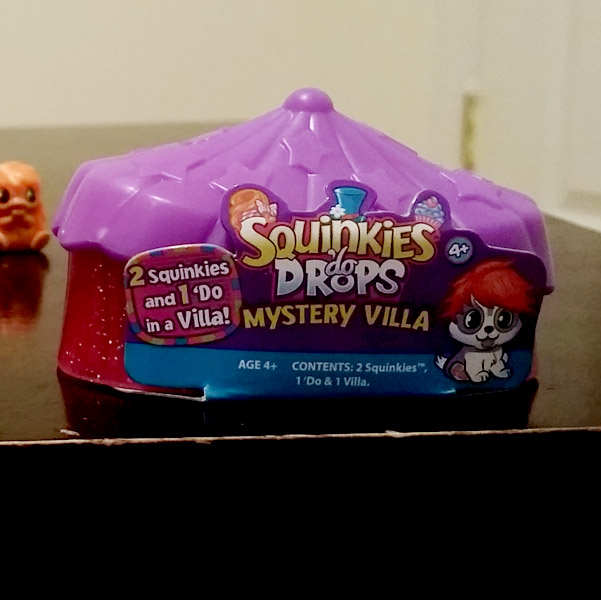 SQUINKIES
'do
DROPS
MYSTERY VILLA
4+
2 Squinkies
and 1 'Do
in a Villa!
AGE 4+ CONTENTS: 2 Squinkies™,
1 'Do & 1 Villa.